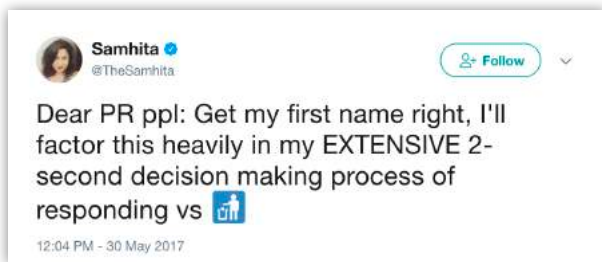 Samhita
@TheSamhita
Follow
Dear PR ppl: Get my first name right, I'll
factor this heavily in my EXTENSIVE 2-
second decision making process of
responding vs 🚮
12:04 PM - 30 May 2017